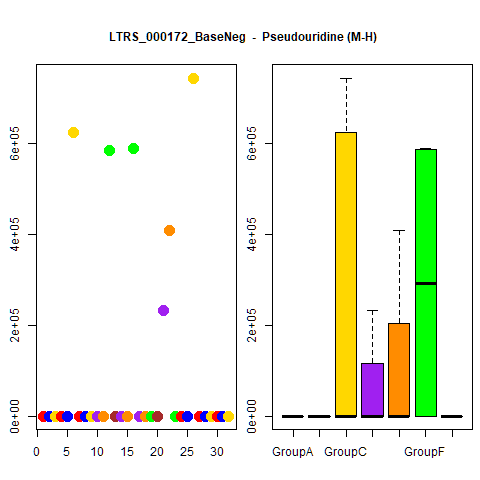 LTRS_000172_BaseNeg - Pseudouridine (M-H)
6e+05
4e+05
2e+05
0e+00
0 5 10 15 20 25 30
6e+05
4e+05
2e+05
0e+00
GroupA GroupC GroupF